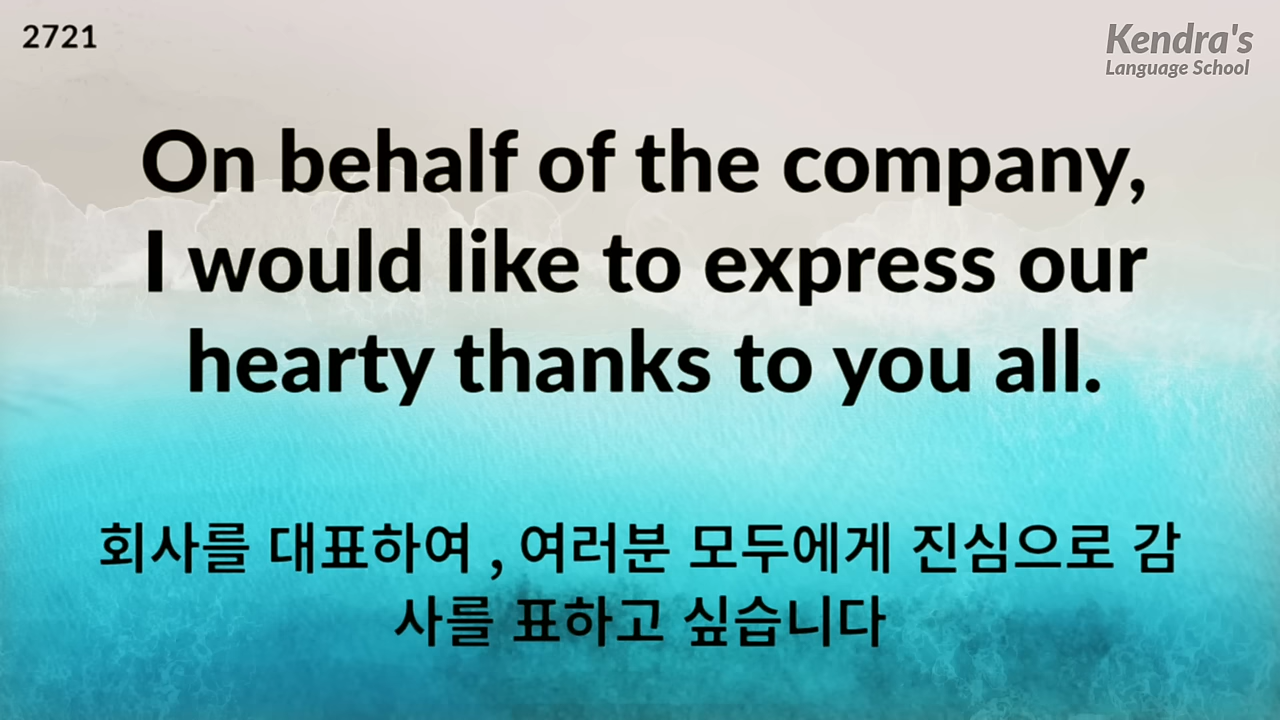 2721
Kendra's
Language School
On behalf of the company,
I would like to express our
hearty thanks to you all.
회사를 대표하여 , 여러분 모두에게 진심으로 감
사를 표하고 싶습니다